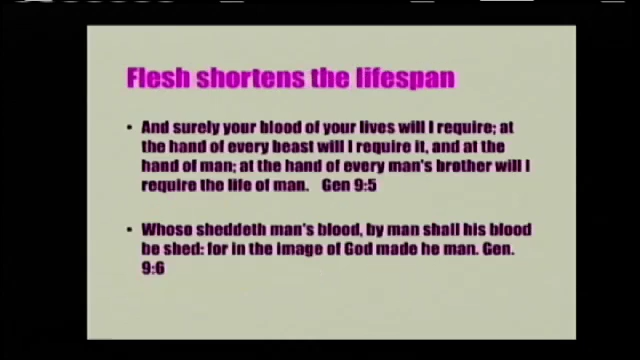 Flesh shortens the lifespan
• And surely your blood of your lives will I require; at
the hand of every beast will I require it, and at the
hand of man; at the hand of every man's brother will I
require the life of man. Gen 9:5
• Whoso sheddeth man's blood, by man shall his blood
be shed: for in the image of God made he man. Gen.
9:6